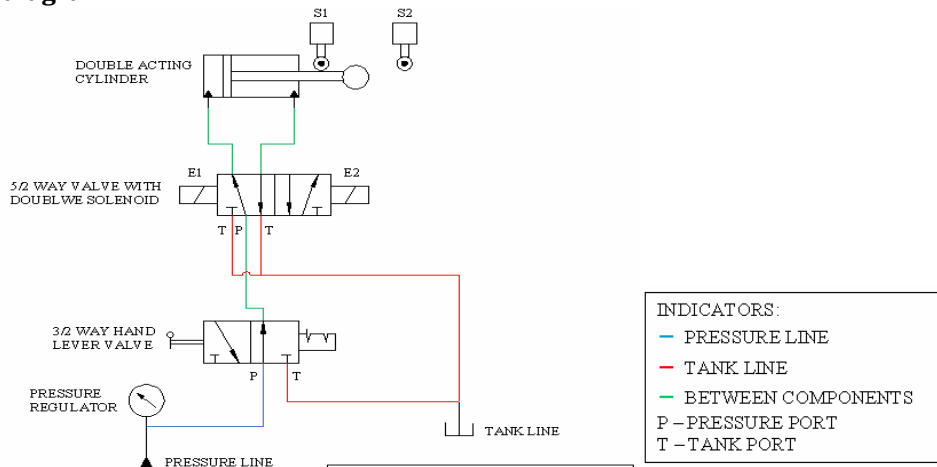 S1
S2
DOUBLE ACTING
CYLINDER
E1
E2
5/2 WAY VALVE WITH
DOUBLWE SOLENOID
T P T
3/2 WAY HAND
LEVER VALVE
P T
PRESSURE
REGULATOR
TANK LINE
PRESSURE LINE
INDICATORS:
PRESSURE LINE
TANK LINE
BETWEEN COMPONENTS
P – PRESSURE PORT
T – TANK PORT